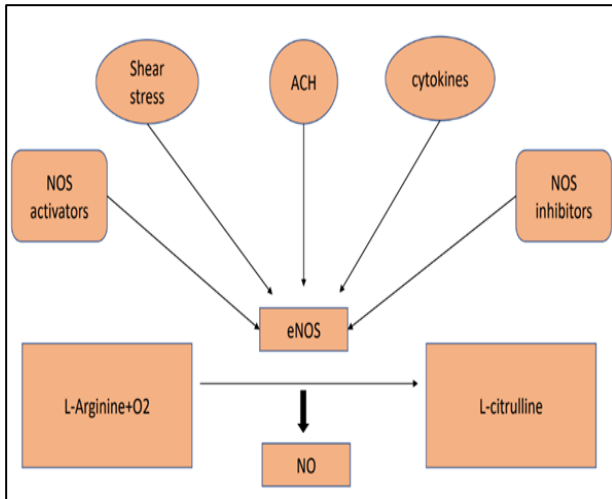 Shear
stress
ACH
cytokines
NOS
activators
NOS
inhibitors
eNOS
L-Arginine+O2
L-citrulline
NO